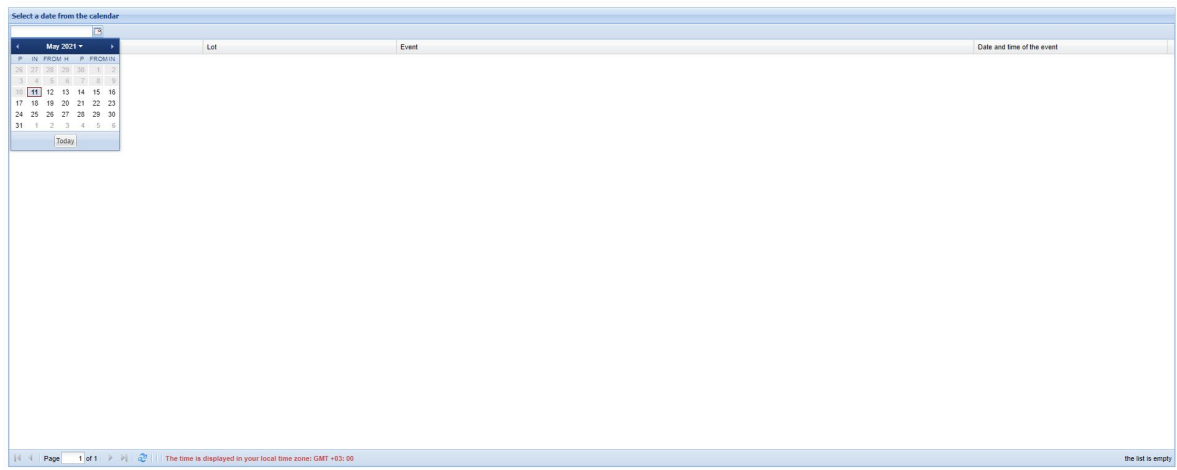 Select a date from the calendar
May 2021
Lot Event Date and time of the event
P IN FROM H P FROM IN
26 27 28 29 30 1 2
3 4 5 6 7 8 9
10 11 12 13 14 15 16
17 18 19 20 21 22 23
24 25 26 27 28 29 30
31 1 2 3 4 5 6
Today
Page 1 of 1 The time is displayed in your local time zone: GMT +03: 00 the list is empty